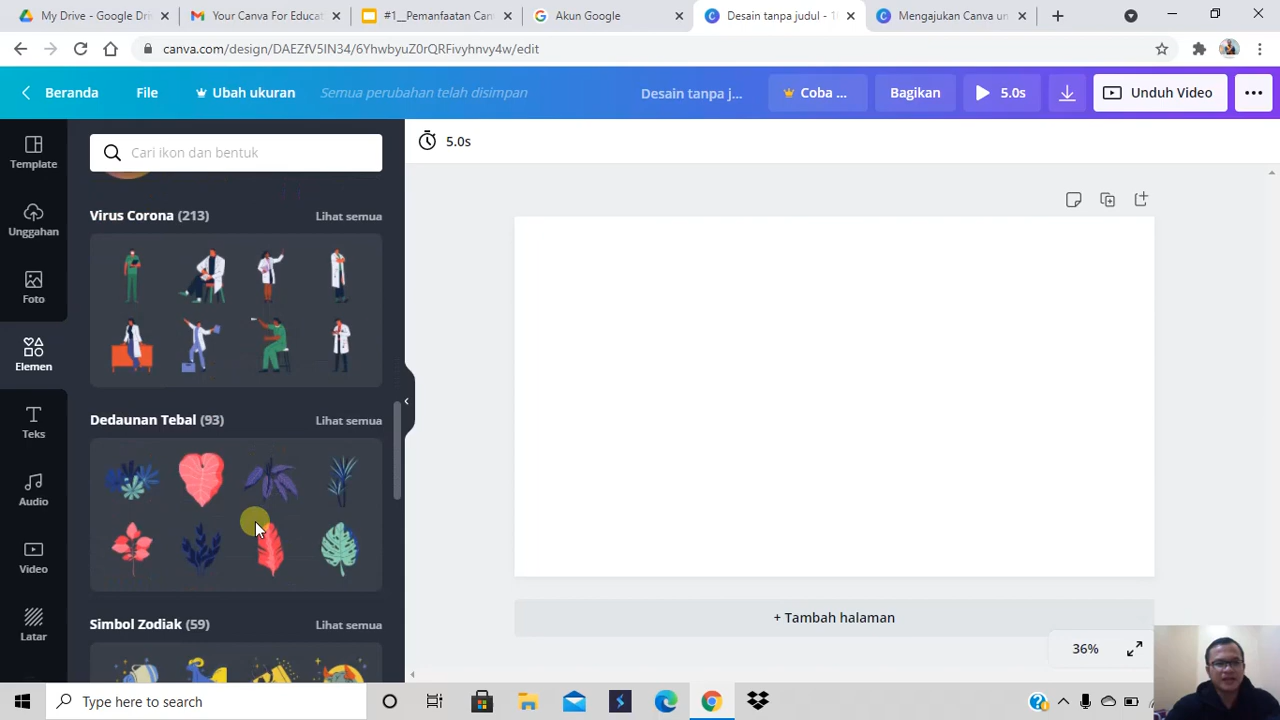 My Drive - Google Dri
Your Canva For Educat
#1__Pemanfaatan Can
Akun Google
Desain tanpa judul - 1
Mengajukan Canva un
canva.com/design/DAEZfV5IN34/6YhwbyuZ0rQRFivyhnvy4w/edit
Beranda
File
Ubah ukuran
Semua perubahan telah disimpan
Desain tanpa j...
Coba ...
Bagikan
5.0s
Unduh Video
Template
Unggahan
Foto
Elemen
Teks
Audio
Video
Latar
Cari ikon dan bentuk
Virus Corona (213)
Lihat semua
Dedaunan Tebal (93)
Lihat semua
Simbol Zodiak (59)
Lihat semua
5.0s
+ Tambah halaman
36%
Type here to search